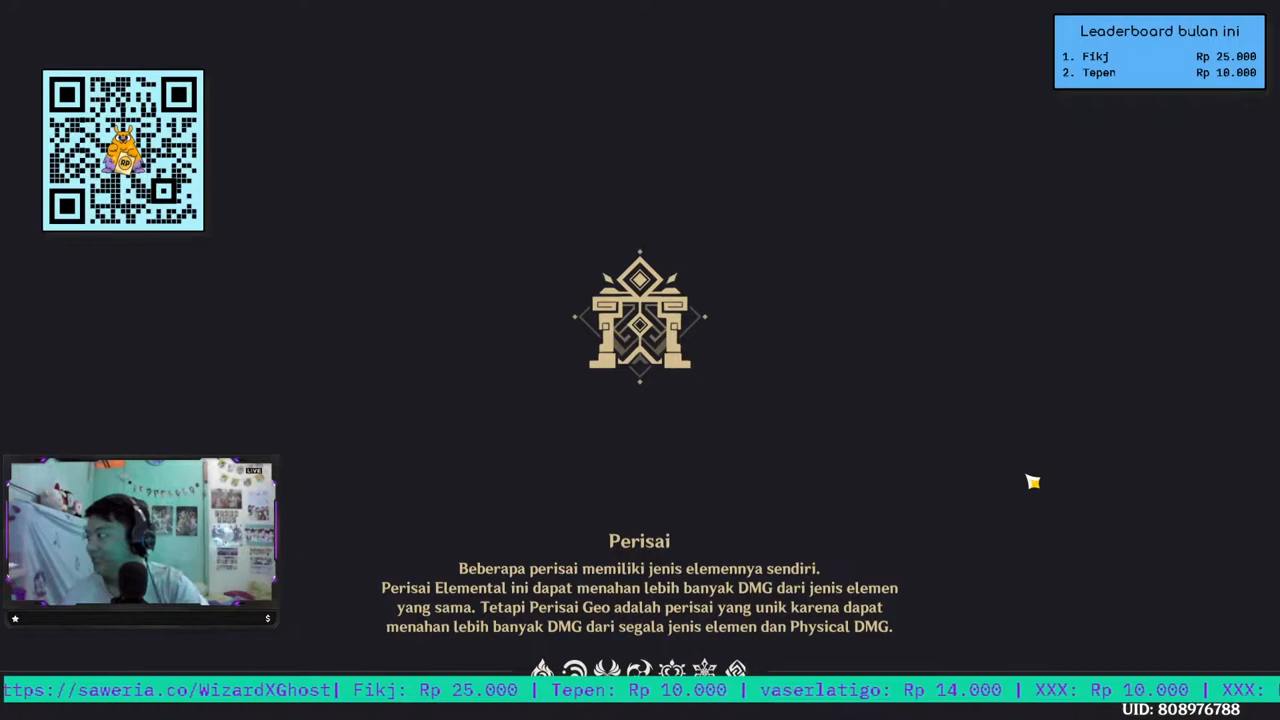 Leaderboard bulan ini
1. Fikj Rp 25.000
2. Tepen Rp 10.000
RP
LIVE
Perisai
Beberapa perisai memiliki jenis elemennya sendiri.
Perisai Elemental ini dapat menahan lebih banyak DMG dari jenis elemen
yang sama. Tetapi Perisai Geo adalah perisai yang unik karena dapat
menahan lebih banyak DMG dari segala jenis elemen dan Physical DMG.
ttps://saweria.co/WizardXGhost| Fikj: Rp 25.000 | Tepen: Rp 10.000 | vaserlatigo: Rp 14.000 | XXX: Rp 10.000 | XXX:
UID: 808976788